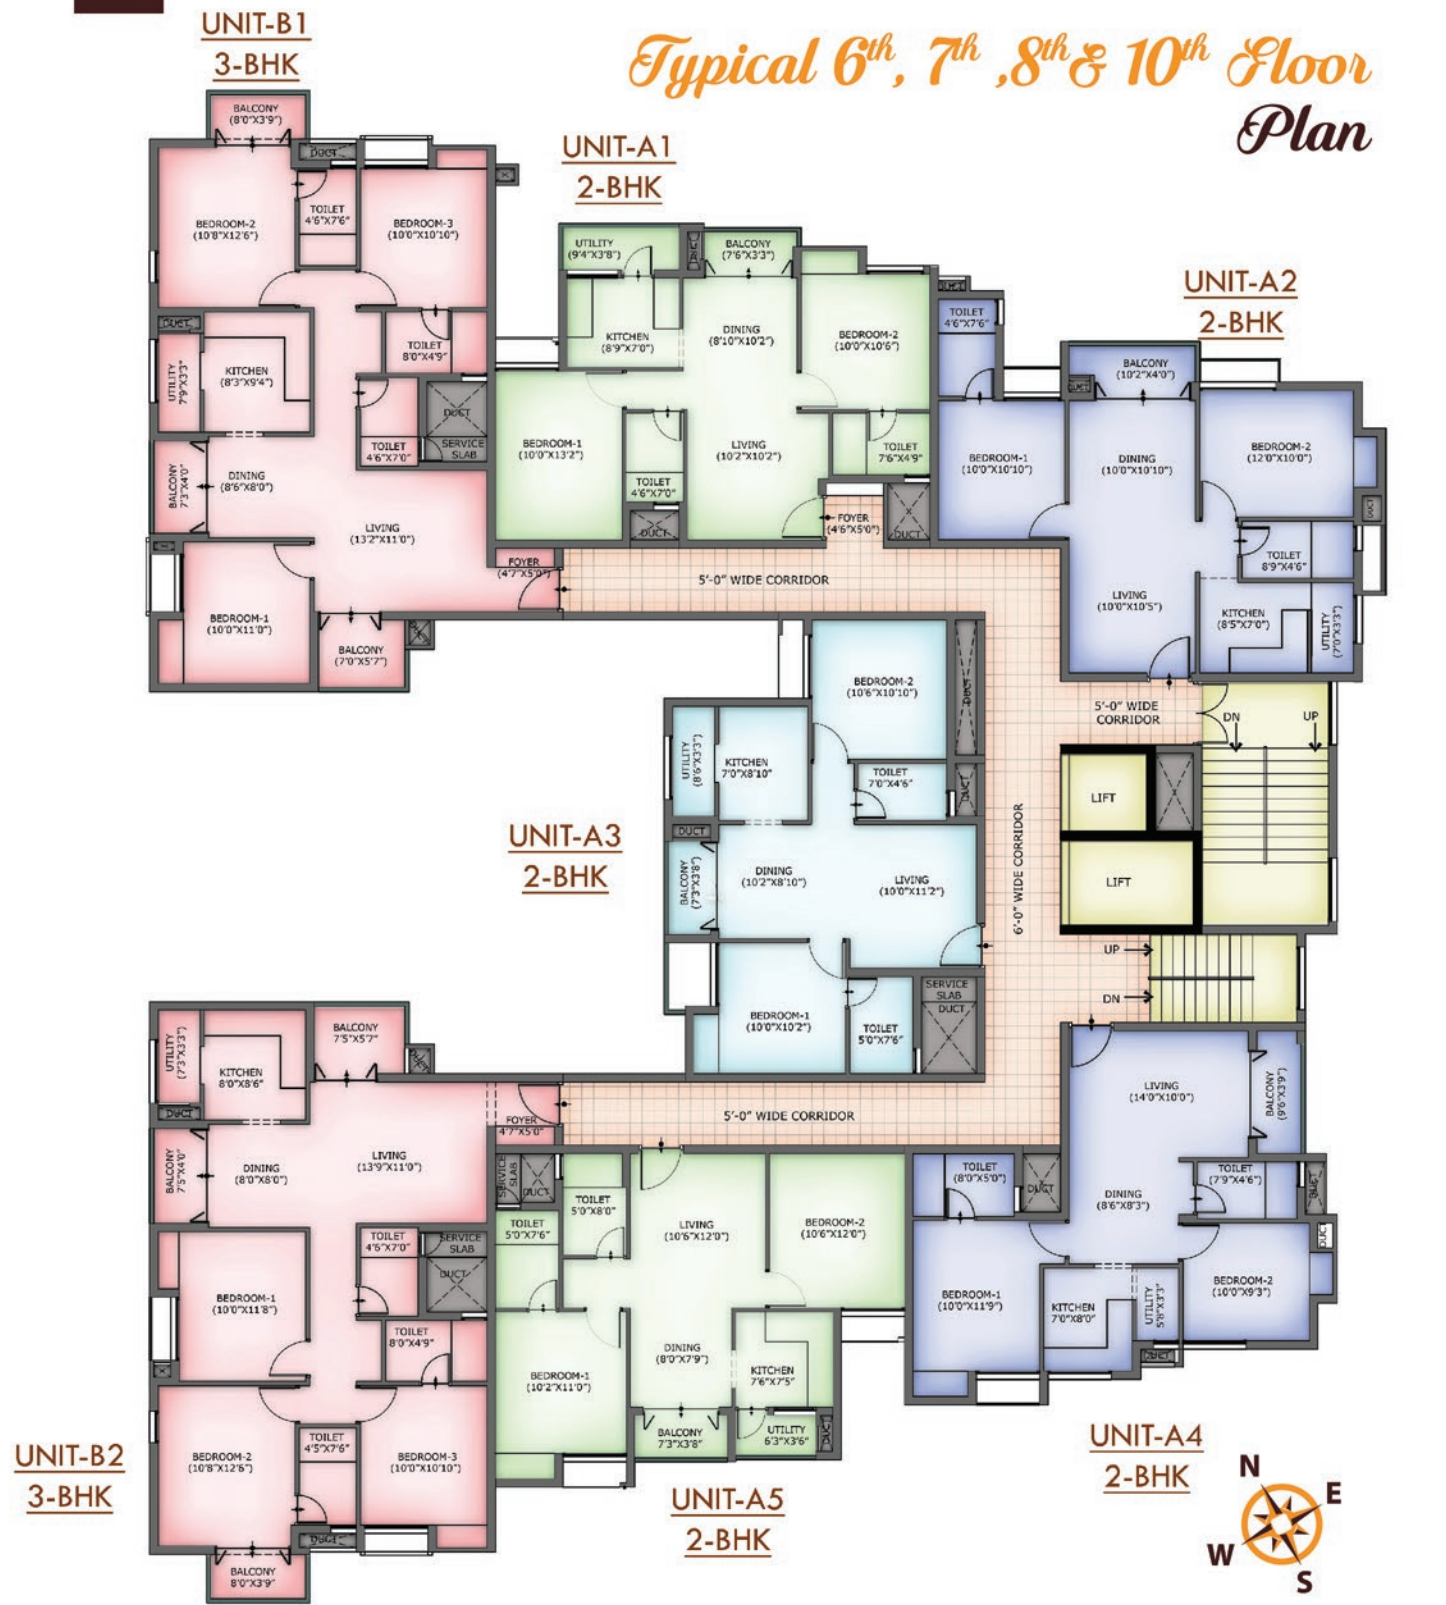 UNIT-B1
3-BHK
Typical 6th, 7th ,8th & 10th Floor
Plan
BALCONY
(8'0"X3'9")
DUCT
BEDROOM-2
(10'8"X12'6")
TOILET
4'6"X7'6"
BEDROOM-3
(10'0"X10'10")
DUCT
UTILITY
7'9"X3'3"
KITCHEN
(8'3"X9'4")
TOILET
8'0"X4'9"
DUCT
SERVICE
SLAB
TOILET
4'6"X7'0"
BALCONY
7'3"X4'0"
DINING
(8'6"X8'0")
LIVING
(13'2"X11'0")
FOYER
(4'7"X5'0")
BEDROOM-1
(10'0"X11'0")
BALCONY
(7'0"X5'7")
UNIT-A1
2-BHK
UTILITY
(9'4"X3'8")
BALCONY
(7'6"X3'3")
KITCHEN
(8'9"X7'0")
DINING
(8'10"X10'2")
BEDROOM-2
(10'0"X10'6")
BEDROOM-1
(10'0"X13'2")
LIVING
(10'2"X10'2")
TOILET
7'6"X4'9"
TOILET
4'6"X7'0"
DUCT
FOYER
(4'6"X5'0")
DUCT
5'-0" WIDE CORRIDOR
UNIT-A2
2-BHK
DUCT
TOILET
4'6"X7'6"
BALCONY
(10'2"X4'0")
DUCT
BEDROOM-1
(10'0"X10'10")
DINING
(10'0"X10'10")
BEDROOM-2
(12'0"X10'0")
DUCT
TOILET
8'9"X4'6"
LIVING
(10'0"X10'5")
KITCHEN
(8'5"X7'0")
UTILITY
(7'0"X3'3")
5'-0" WIDE
CORRIDOR
DN
UP
LIFT
LIFT
6'-0" WIDE CORRIDOR
UP
DN
UNIT-A3
2-BHK
BEDROOM-2
(10'6"X10'10")
DUCT
UTILITY
(8'9"X3'3")
KITCHEN
7'0"X8'10"
TOILET
7'0"X4'6"
DUCT
DUCT
BALCONY
(7'3"X3'8")
DINING
(10'2"X8'10")
LIVING
(10'0"X11'2")
BEDROOM-1
(10'0"X10'2")
TOILET
5'0"X7'6"
SERVICE
SLAB
DUCT
5'-0" WIDE CORRIDOR
UTILITY
(7'3"X3'3")
KITCHEN
8'0"X8'6"
BALCONY
7'5"X5'7"
DUCT
FOYER
4'7"X5'0"
BALCONY
7'5"X4'0"
DINING
(8'0"X8'0")
LIVING
(13'9"X11'0")
TOILET
4'6"X7'0"
SERVICE
SLAB
DUCT
BEDROOM-1
(10'0"X11'8")
TOILET
8'0"X4'9"
BEDROOM-2
(10'8"X12'6")
TOILET
4'5"X7'6"
BEDROOM-3
(10'0"X10'10")
DUCT
BALCONY
8'0"X3'9"
UNIT-B2
3-BHK
SERVICE
SLAB
DUCT
TOILET
5'0"X8'0"
TOILET
5'0"X7'6"
LIVING
(10'6"X12'0")
BEDROOM-2
(10'6"X12'0")
BEDROOM-1
(10'2"X11'0")
DINING
(8'0"X7'9")
KITCHEN
7'6"X7'5"
BALCONY
7'3"X3'8"
UTILITY
6'3"X3'6"
DUCT
UNIT-A5
2-BHK
LIVING
(14'0"X10'0")
BALCONY
(9'6"X3'9")
TOILET
(8'0"X5'0")
DUCT
DINING
(8'6"X8'3")
TOILET
(7'9"X4'6")
DUCT
DUCT
BEDROOM-1
(10'0"X11'9")
KITCHEN
7'0"X8'0"
UTILITY
5'8"X3'3"
BEDROOM-2
(10'0"X9'3")
DUCT
UNIT-A4
2-BHK
N
E
W
S